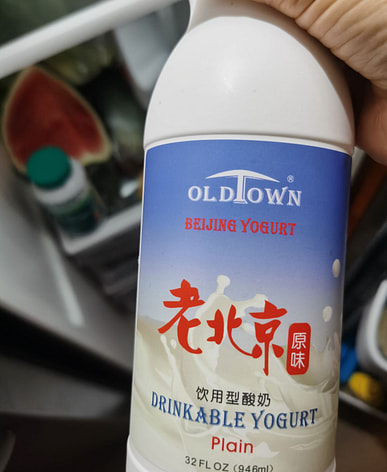 OLDTOWN®
BEIJING YOGURT
老北京
原味
饮用型酸奶
DRINKABLE YOGURT
Plain
32 FL OZ (946ml)